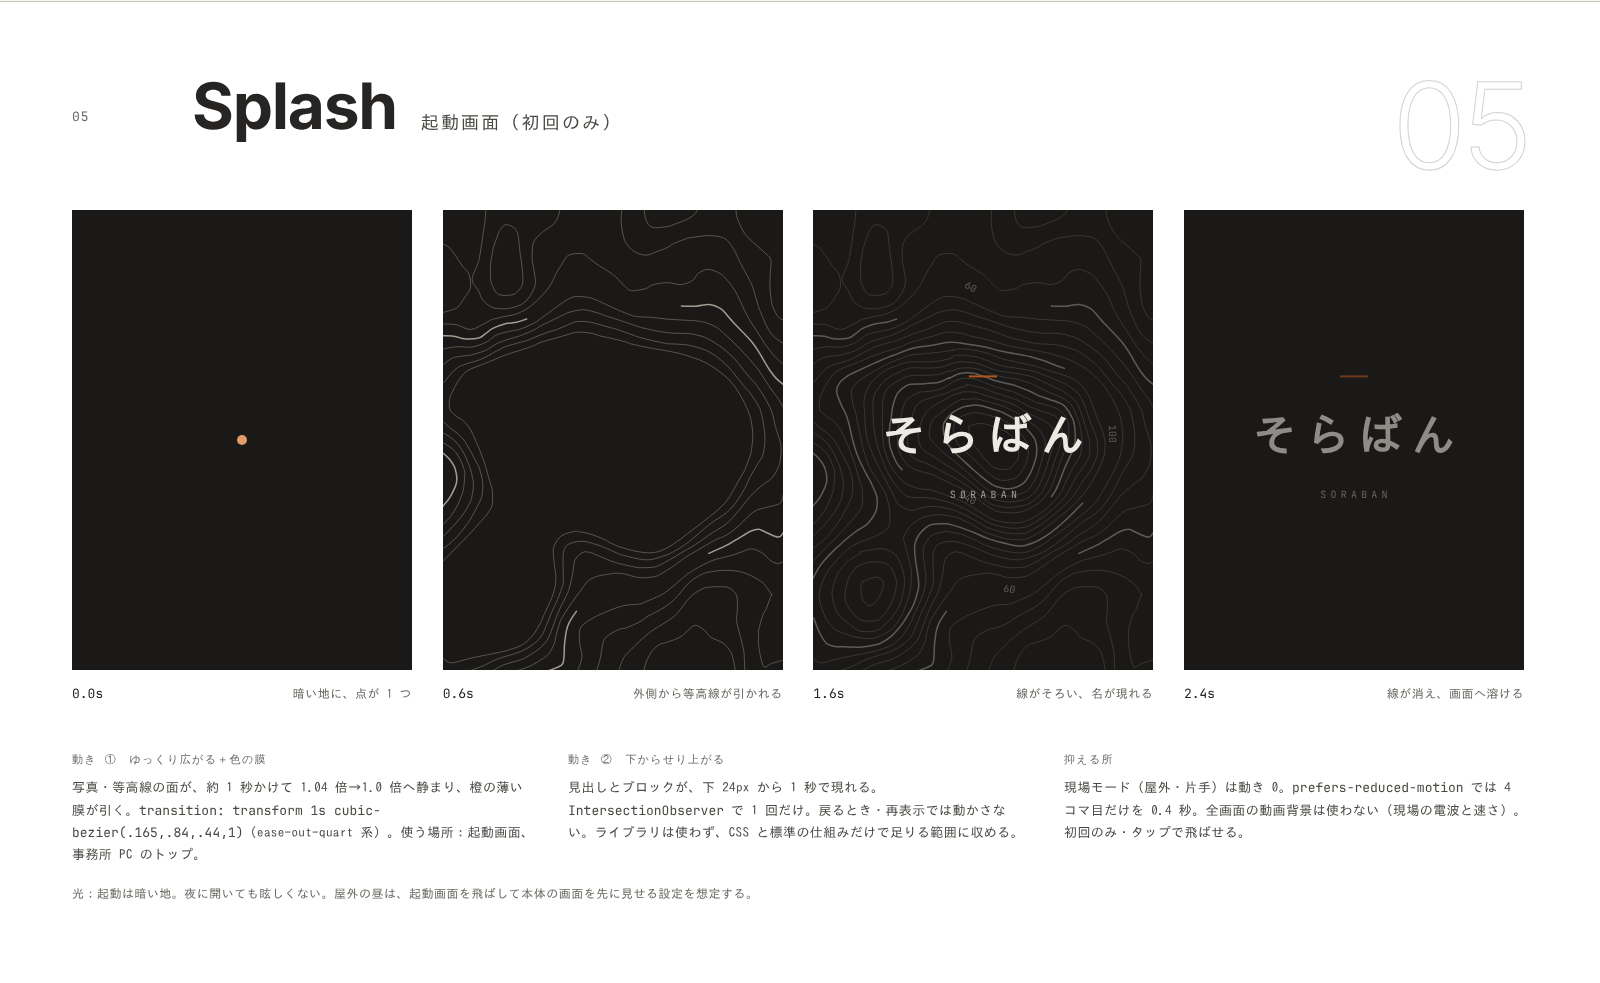 05
Splash 起動画面（初回のみ）
05
60
100
そらばん
SORABAN
60
そらばん
SORABAN
0.0s 暗い地に、点が 1 つ
0.6s 外側から等高線が引かれる
1.6s 線がそろい、名が現れる
2.4s 線が消え、画面へ溶ける
動き ① ゆっくり広がる＋色の膜
写真・等高線の面が、約 1 秒かけて 1.04 倍→1.0 倍へ静まり、橙の薄い
膜が引く。transition: transform 1s cubic-
bezier(.165,.84,.44,1)（ease-out-quart 系）。使う場所：起動画面、
事務所 PC のトップ。
動き ② 下からせり上がる
見出しとブロックが、下 24px から 1 秒で現れる。
IntersectionObserver で 1 回だけ。戻るとき・再表示では動かさな
い。ライブラリは使わず、CSS と標準の仕組みだけで足りる範囲に収める。
抑える所
現場モード（屋外・片手）は動き 0。prefers-reduced-motion では 4
コマ目だけを 0.4 秒。全画面の動画背景は使わない（現場の電波と速さ）。
初回のみ・タップで飛ばせる。
光：起動は暗い地。夜に開いても眩しくない。屋外の昼は、起動画面を飛ばして本体の画面を先に見せる設定を想定する。